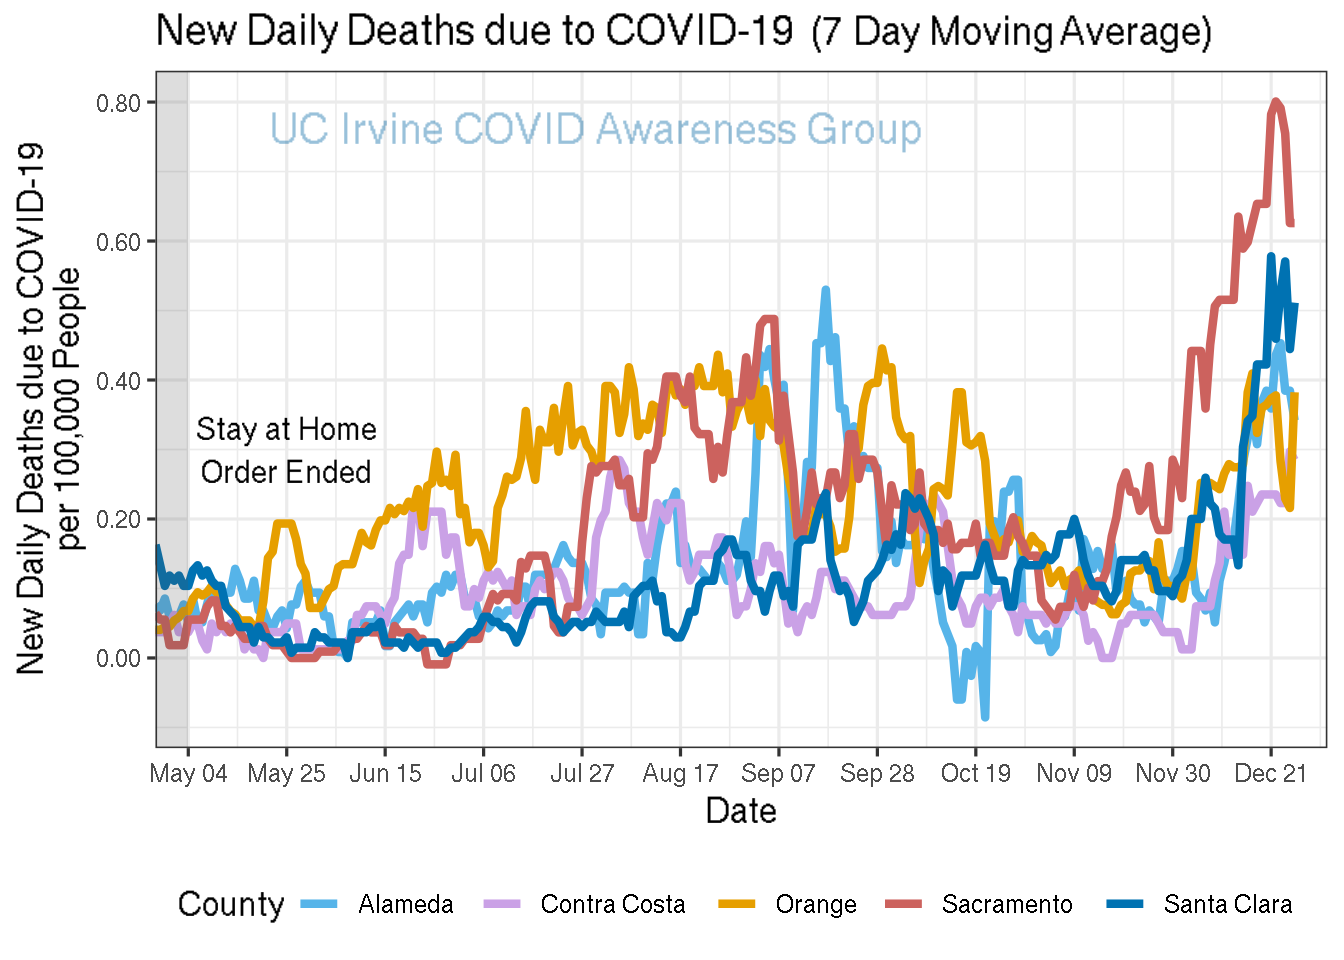 New Daily Deaths due to COVID-19 (7 Day Moving Average)
UC Irvine COVID Awareness Group
New Daily Deaths due to COVID-19
per 100,000 People
0.80
0.60
0.40
0.20
0.00
Stay at Home
Order Ended
May 04 May 25 Jun 15 Jul 06 Jul 27 Aug 17 Sep 07 Sep 28 Oct 19 Nov 09 Nov 30 Dec 21
Date
County Alameda Contra Costa Orange Sacramento Santa Clara